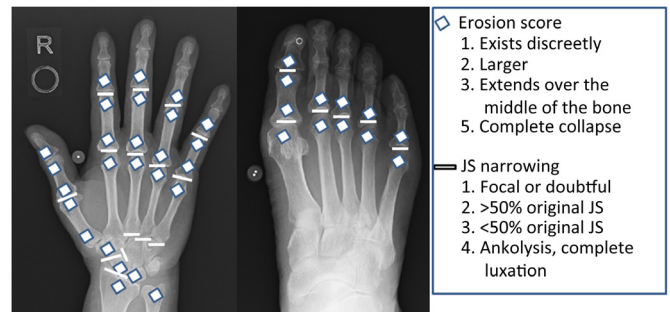 R
Erosion score
1. Exists discreetly
2. Larger
3. Extends over the
middle of the bone
5. Complete collapse
JS narrowing
1. Focal or doubtful
2. >50% original JS
3. <50% original JS
4. Ankolysis, complete
luxation